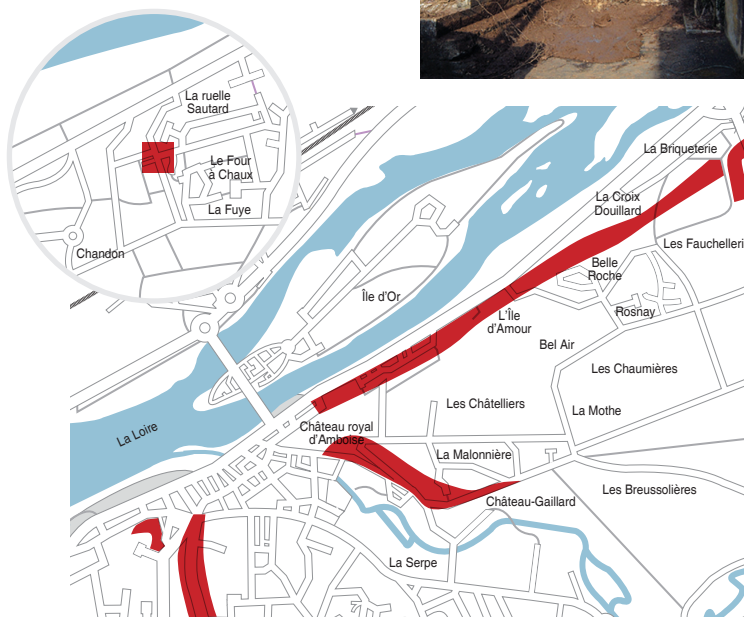 La ruelle
Sautard
Le Four
à Chaux
La Fuye
Chandon
La Briqueterie
La Croix
Douillard
Les Fauchelleri
Belle
Roche
Île d'Or
L'Île
d'Amour
Rosnay
Bel Air
Les Chaumières
Les Châtelliers
La Mothe
La Loire
Château royal
d'Amboise
La Malonnière
Château-Gaillard
Les Breussolières
La Serpe